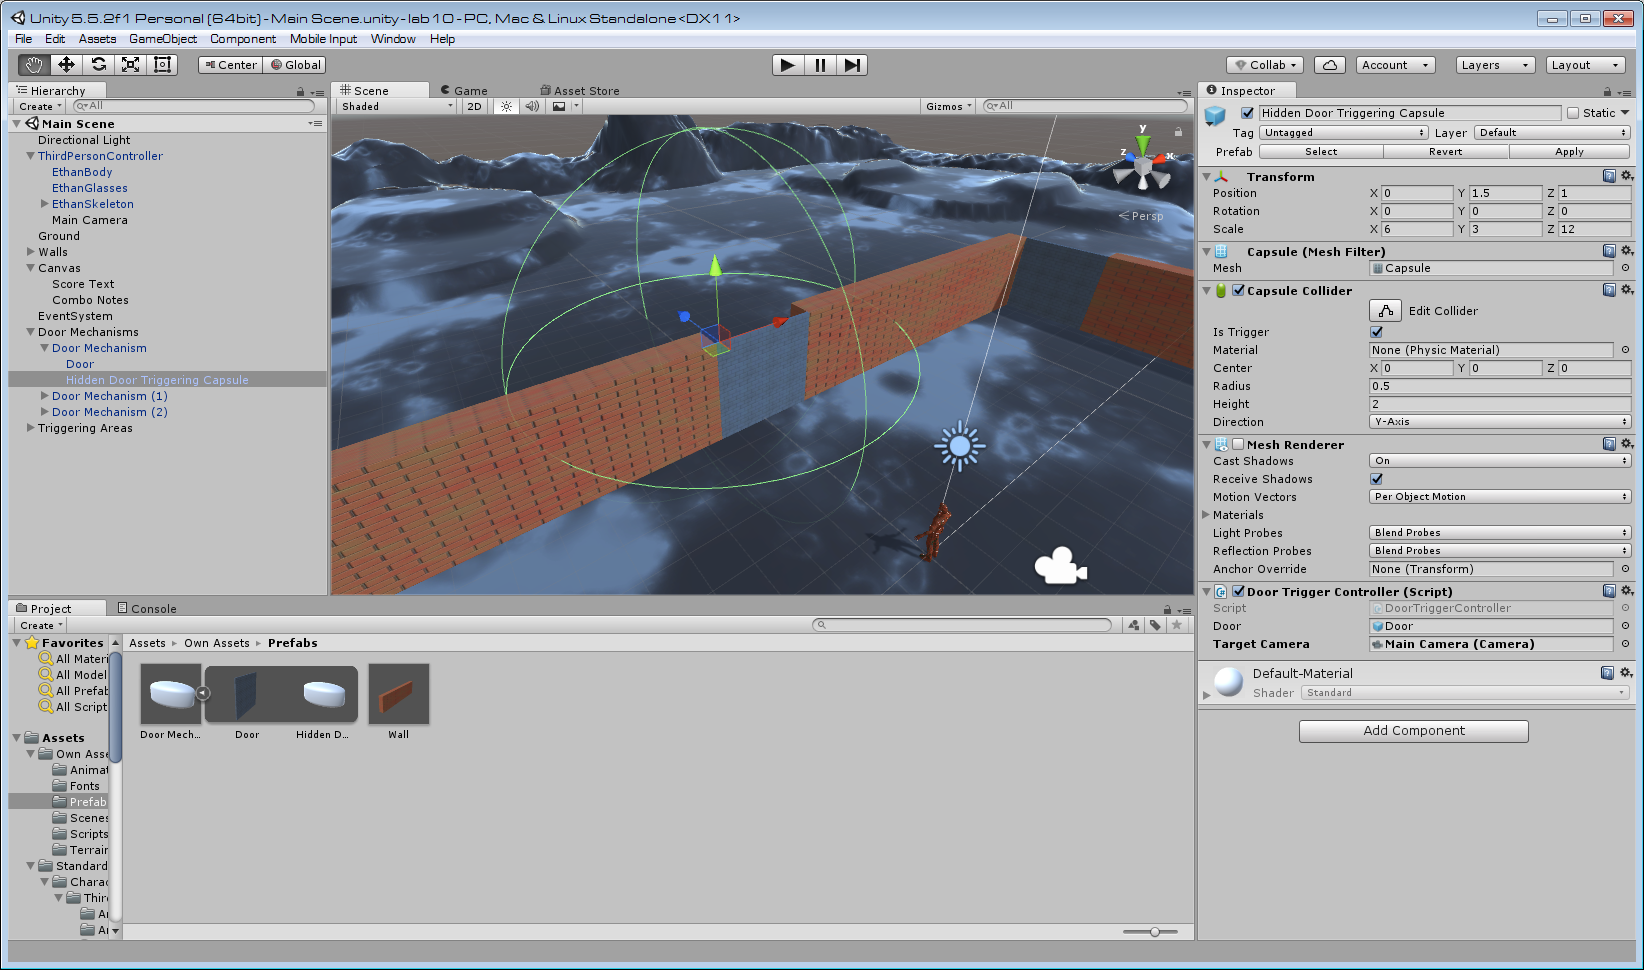 Unity 5.5.2f1 Personal (64bit) - Main Scene.unity - lab10 - PC, Mac & Linux Standalone <DX11>
File Edit Assets GameObject Component Mobile Input Window Help
Center Global Collab Account Layers Layout
Hierarchy
Create All
Main Scene
Directional Light
ThirdPersonController
EthanBody
EthanGlasses
EthanSkeleton
Main Camera
Ground
Walls
Canvas
Score Text
Combo Notes
EventSystem
Door Mechanisms
Door Mechanism
Door
Hidden Door Triggering Capsule
Door Mechanism (1)
Door Mechanism (2)
Triggering Areas
Scene Game Asset Store
Shaded 2D Gizmos All
y
z x
Persp
Inspector
Hidden Door Triggering Capsule Static
Tag Untagged Layer Default
Prefab Select Revert Apply
Transform
Position X 0 Y 1.5 Z 1
Rotation X 0 Y 0 Z 0
Scale X 6 Y 3 Z 12
Capsule (Mesh Filter)
Mesh Capsule
Capsule Collider
Edit Collider
Is Trigger
Material None (Physic Material)
Center X 0 Y 0 Z 0
Radius 0.5
Height 2
Direction Y-Axis
Mesh Renderer
Cast Shadows On
Receive Shadows
Motion Vectors Per Object Motion
Materials
Light Probes Blend Probes
Reflection Probes Blend Probes
Anchor Override None (Transform)
Door Trigger Controller (Script)
Script DoorTriggerController
Door Door
Target Camera Main Camera (Camera)
Default-Material
Shader Standard
Add Component
Project Console
Create
Favorites
All Materi
All Model
All Prefab
All Script
Assets
Own Asse
Animat
Fonts
Prefab
Scenes
Scripts
Terrain
Standard
Charac
Thir
Ar
Ar
Assets Own Assets Prefabs
Door Mech... Door Hidden D... Wall